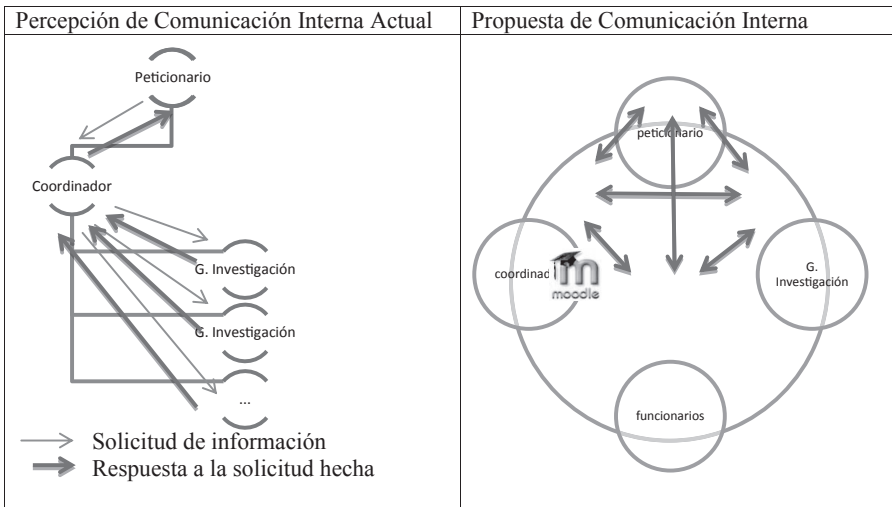 Percepción de Comunicación Interna Actual
Peticionario
Coordinador
G. Investigación
G. Investigación
...
Solicitud de información
Respuesta a la solicitud hecha
Propuesta de Comunicación Interna
peticionario
coordinad
moodle
G.
Investigación
funcionarios